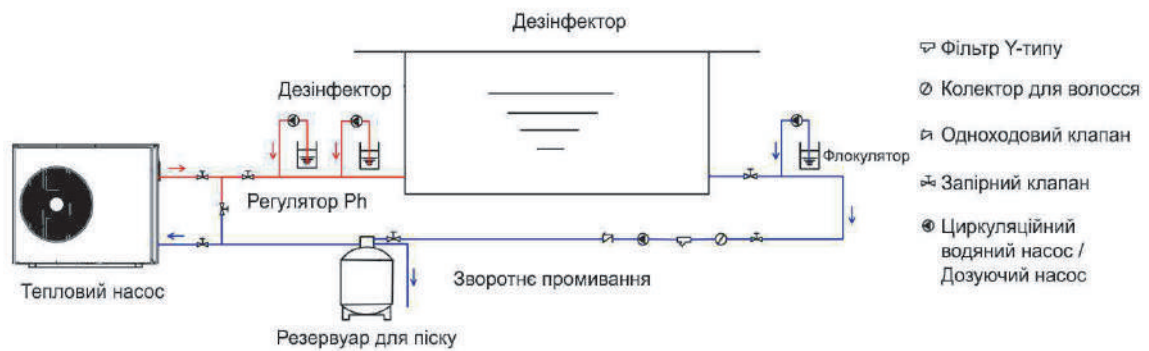 Дезінфектор
Дезінфектор
Регулятор Ph
Флокулятор
Тепловий насос
Зворотнє промивання
Резервуар для піску
Фільтр Y-типу
Колектор для волосся
Одноходовий клапан
Запірний клапан
Циркуляційний
водяний насос /
Дозуючий насос